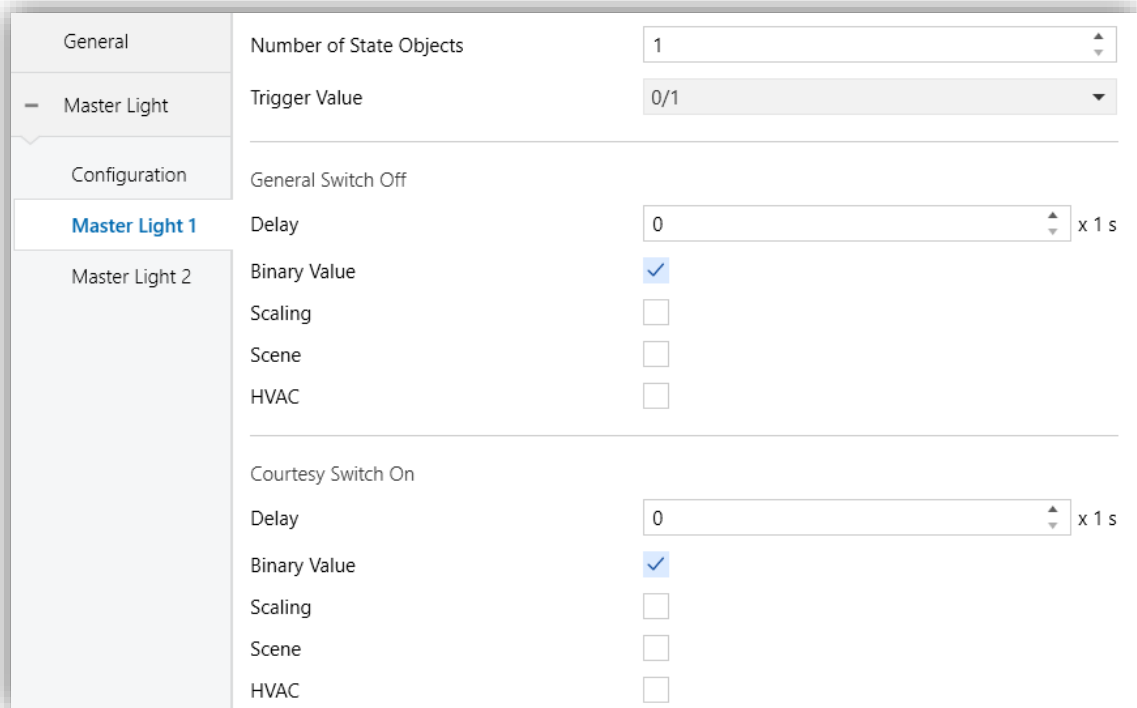 General
Master Light
Configuration
Master Light 1
Master Light 2
Number of State Objects 1
Trigger Value 0/1
General Switch Off
Delay 0 x 1 s
Binary Value
Scaling
Scene
HVAC
Courtesy Switch On
Delay 0 x 1 s
Binary Value
Scaling
Scene
HVAC